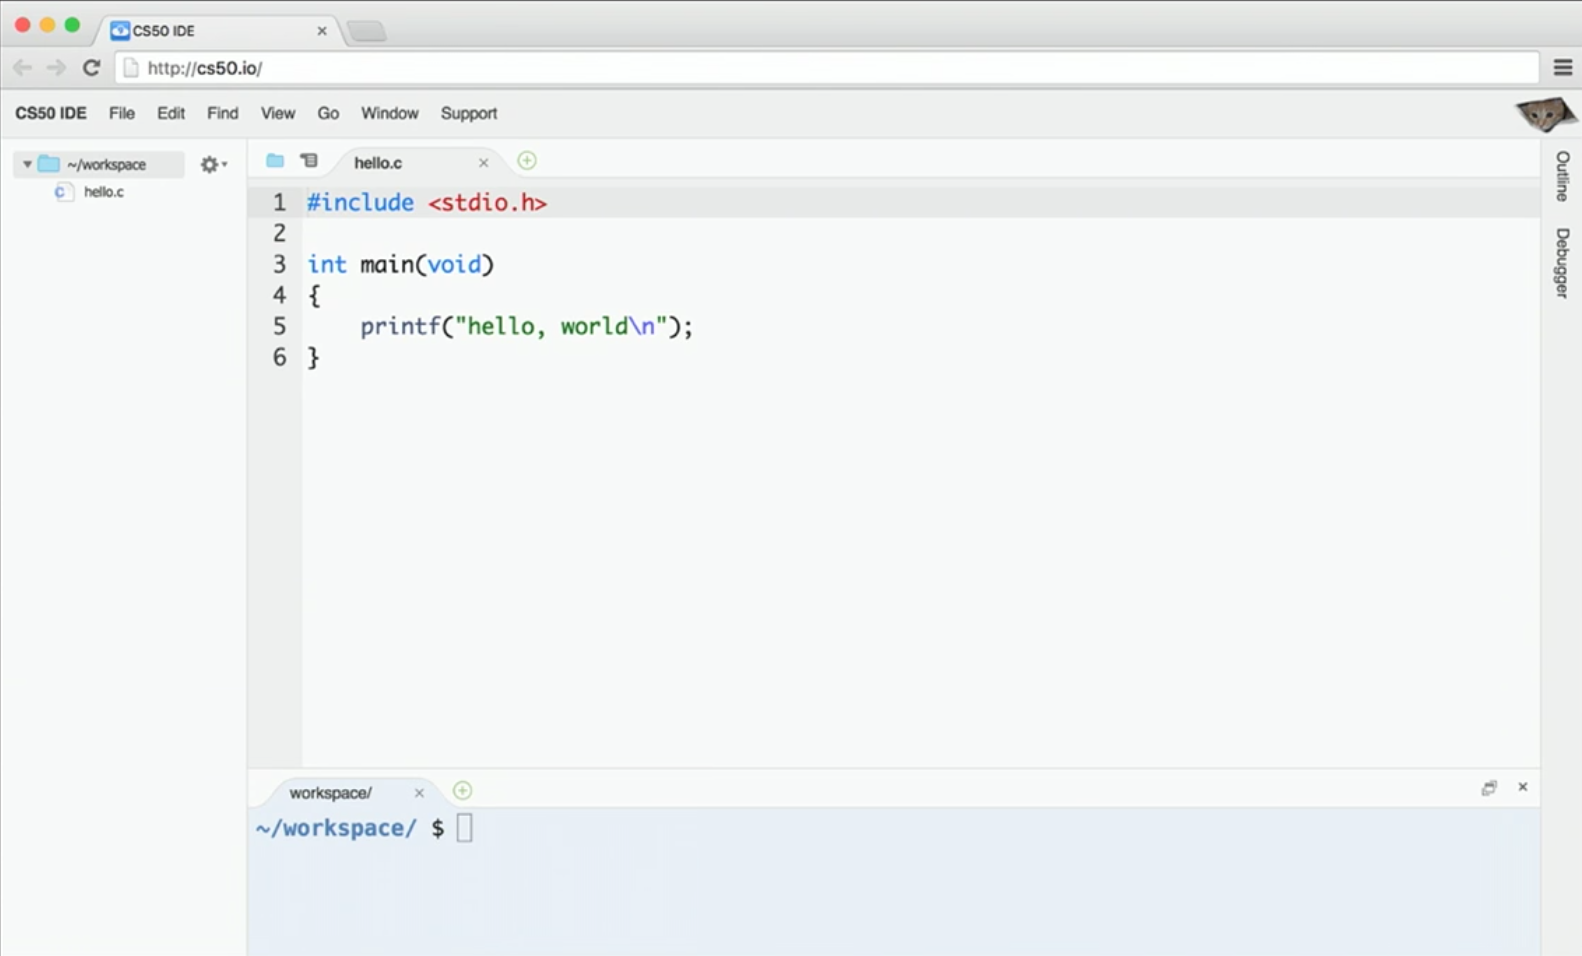 CS50 IDE
http://cs50.io/
CS50 IDE File Edit Find View Go Window Support
~/workspace
hello.c
hello.c
1 #include <stdio.h>
2
3 int main(void)
4 {
5     printf("hello, world\n");
6 }
Outline
Debugger
workspace/
~/workspace/ $